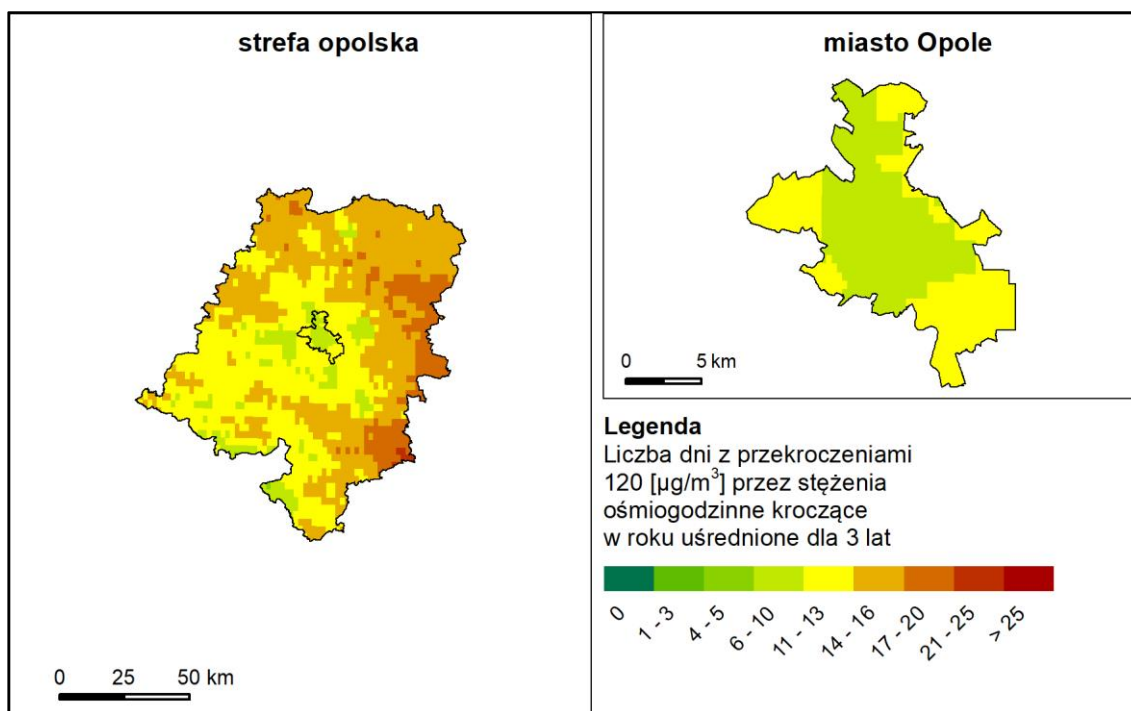 strefa opolska
0 25 50 km
miasto Opole
0 5 km
Legenda
Liczba dni z przekroczeniami
120 [µg/m³] przez stężenia
ośmiogodzinne kroczące
w roku uśrednione dla 3 lat
0
1 - 3
4 - 5
6 - 10
11 - 13
14 - 16
17 - 20
21 - 25
> 25